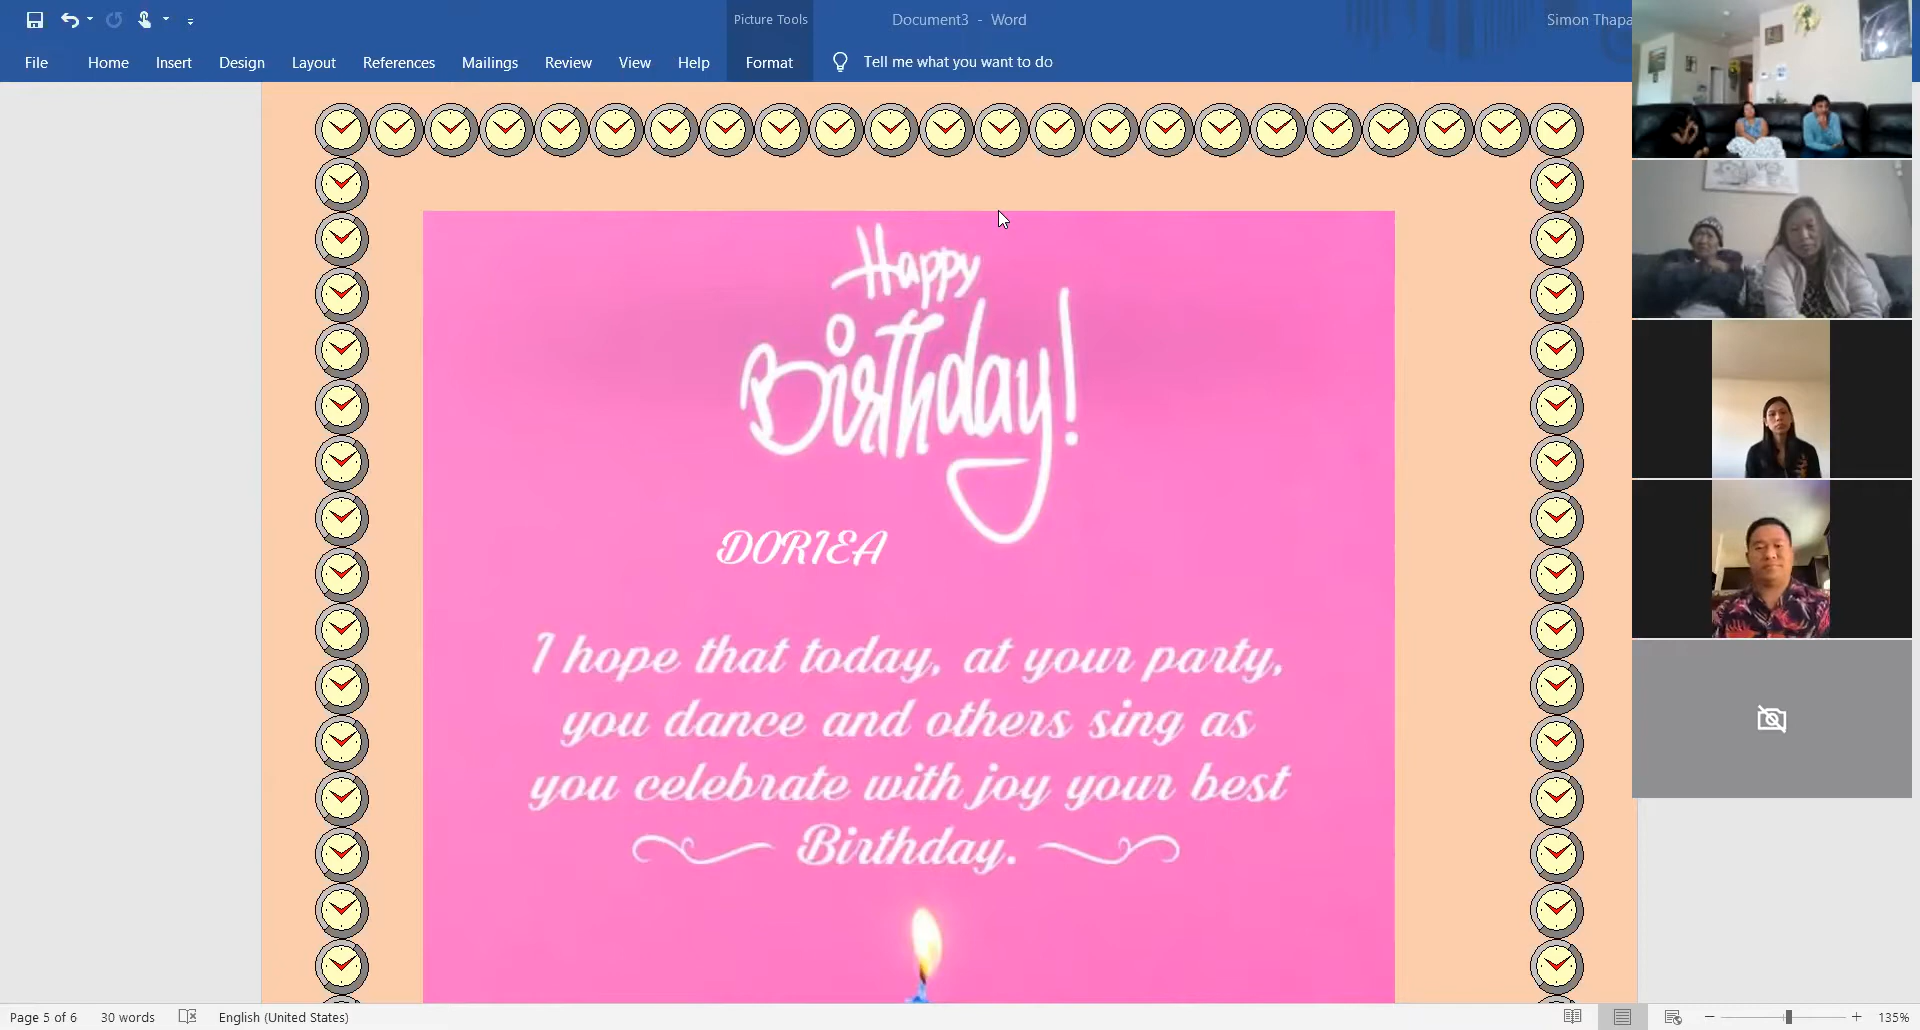 Picture Tools
Document3 - Word
Simon Thapa
File Home Insert Design Layout References Mailings Review View Help Format Tell me what you want to do
Happy
Birthday!
DORIEA
I hope that today, at your party,
you dance and others sing as
you celebrate with joy your best
Birthday.
Page 5 of 6 30 words English (United States) 135%